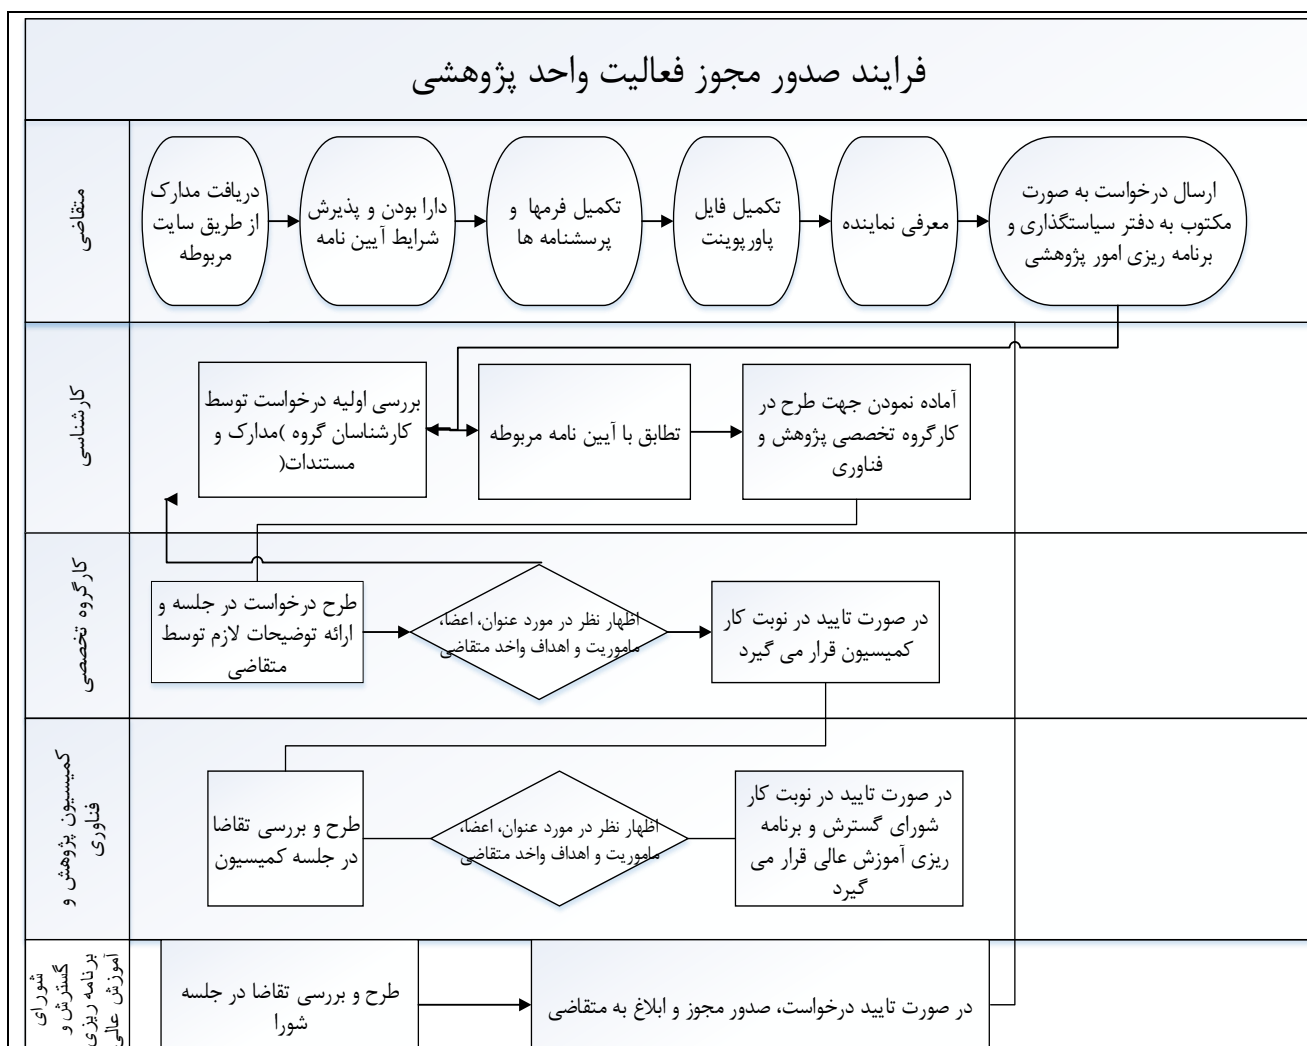 فرایند صدور مجوز فعالیت واحد پژوهشی
متقاضی
دریافت مدارک
از طریق سایت
مربوطه
دارا بودن و پذیرش
شرایط آیین نامه
تکمیل فرمها و
پرسشنامه ها
تکمیل فایل
پاورپوینت
معرفی نماینده
ارسال درخواست به صورت
مکتوب به دفتر سیاستگذاری و
برنامه ریزی امور پژوهشی
کارشناسی
بررسی اولیه درخواست توسط
کارشناسان گروه )مدارک و
مستندات(
تطابق با آیین نامه مربوطه
آماده نمودن جهت طرح در
کارگروه تخصصی پژوهش و
فناوری
کارگروه تخصصی
طرح درخواست در جلسه و
ارائه توضیحات لازم توسط
متقاضی
اظهار نظر در مورد عنوان، اعضا،
ماموریت و اهداف واخد متقاضی
در صورت تایید در نوبت کار
کمیسیون قرار می گیرد
کمیسیون پژوهش و
فناوری
طرح و بررسی تقاضا
در جلسه کمیسیون
اظهار نظر در مورد عنوان، اعضا،
ماموریت و اهداف واخد متقاضی
در صورت تایید در نوبت کار
شورای گسترش و برنامه
ریزی آموزش عالی قرار می
گیرد
شورای
گسترش و
برنامه ریزی
آموزش عالی
طرح و بررسی تقاضا در جلسه
شورا
در صورت تایید درخواست، صدور مجوز و ابلاغ به متقاضی